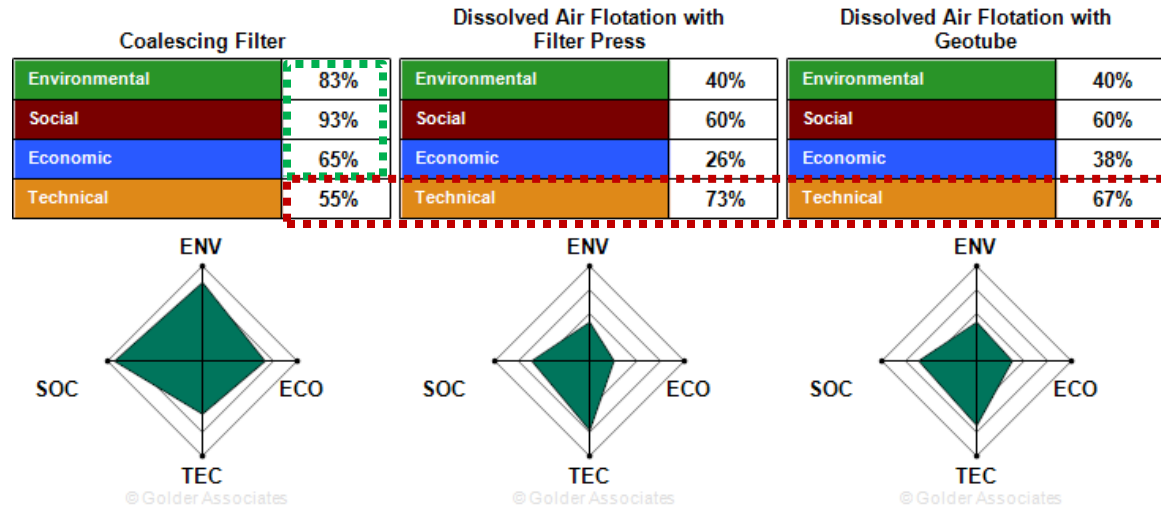 Coalescing Filter
Environmental 83%
Social 93%
Economic 65%
Technical 55%
ENV
SOC ECO
TEC
© Golder Associates
Dissolved Air Flotation with
Filter Press
Environmental 40%
Social 60%
Economic 26%
Technical 73%
ENV
SOC ECO
TEC
© Golder Associates
Dissolved Air Flotation with
Geotube
Environmental 40%
Social 60%
Economic 38%
Technical 67%
ENV
SOC ECO
TEC
© Golder Associates